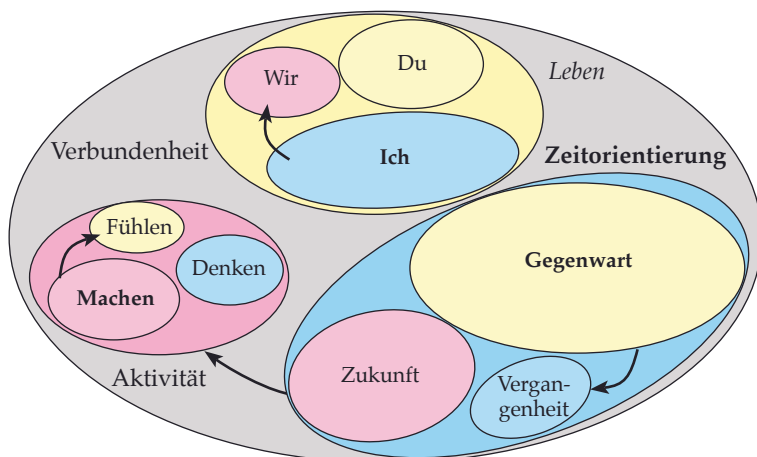 Du
Wir
Leben
Verbundenheit
Ich
Zeitorientierung
Fühlen
Denken
Gegenwart
Machen
Zukunft
Aktivität
Vergan-
genheit